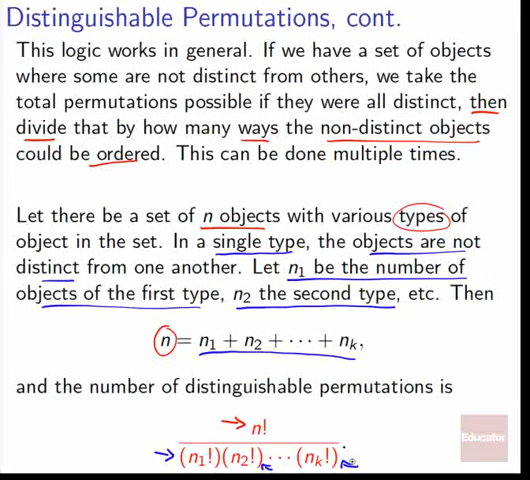 Distinguishable Permutations, cont.
This logic works in general. If we have a set of objects
where some are not distinct from others, we take the
total permutations possible if they were all distinct, then
divide that by how many ways the non-distinct objects
could be ordered. This can be done multiple times.
Let there be a set of n objects with various types of
object in the set. In a single type, the objects are not
distinct from one another. Let n₁ be the number of
objects of the first type, n₂ the second type, etc. Then
n = n₁ + n₂ + ⋯ + nₖ,
and the number of distinguishable permutations is
n!
(n₁!)(n₂!) ⋯ (nₖ!) .
Educator